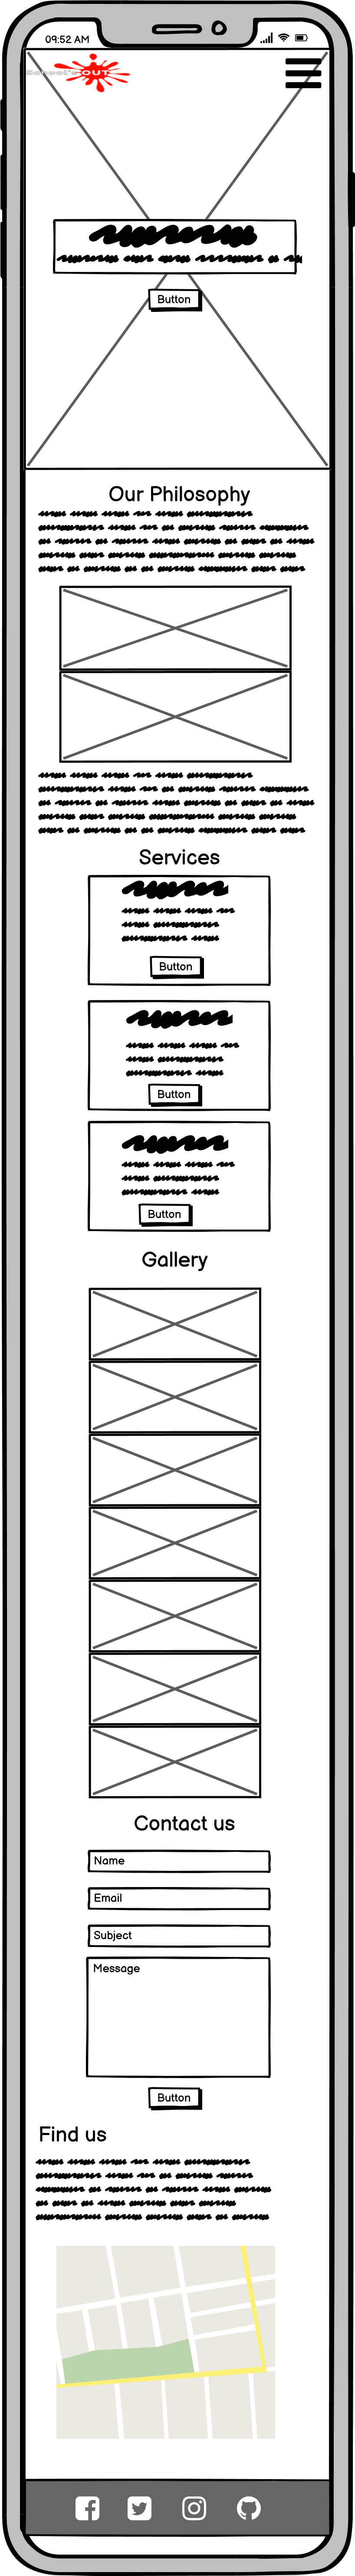 09:52 AM
School's OUT
Button
Our Philosophy
Services
Button
Button
Button
Gallery
Contact us
Name
Email
Subject
Message
Button
Find us